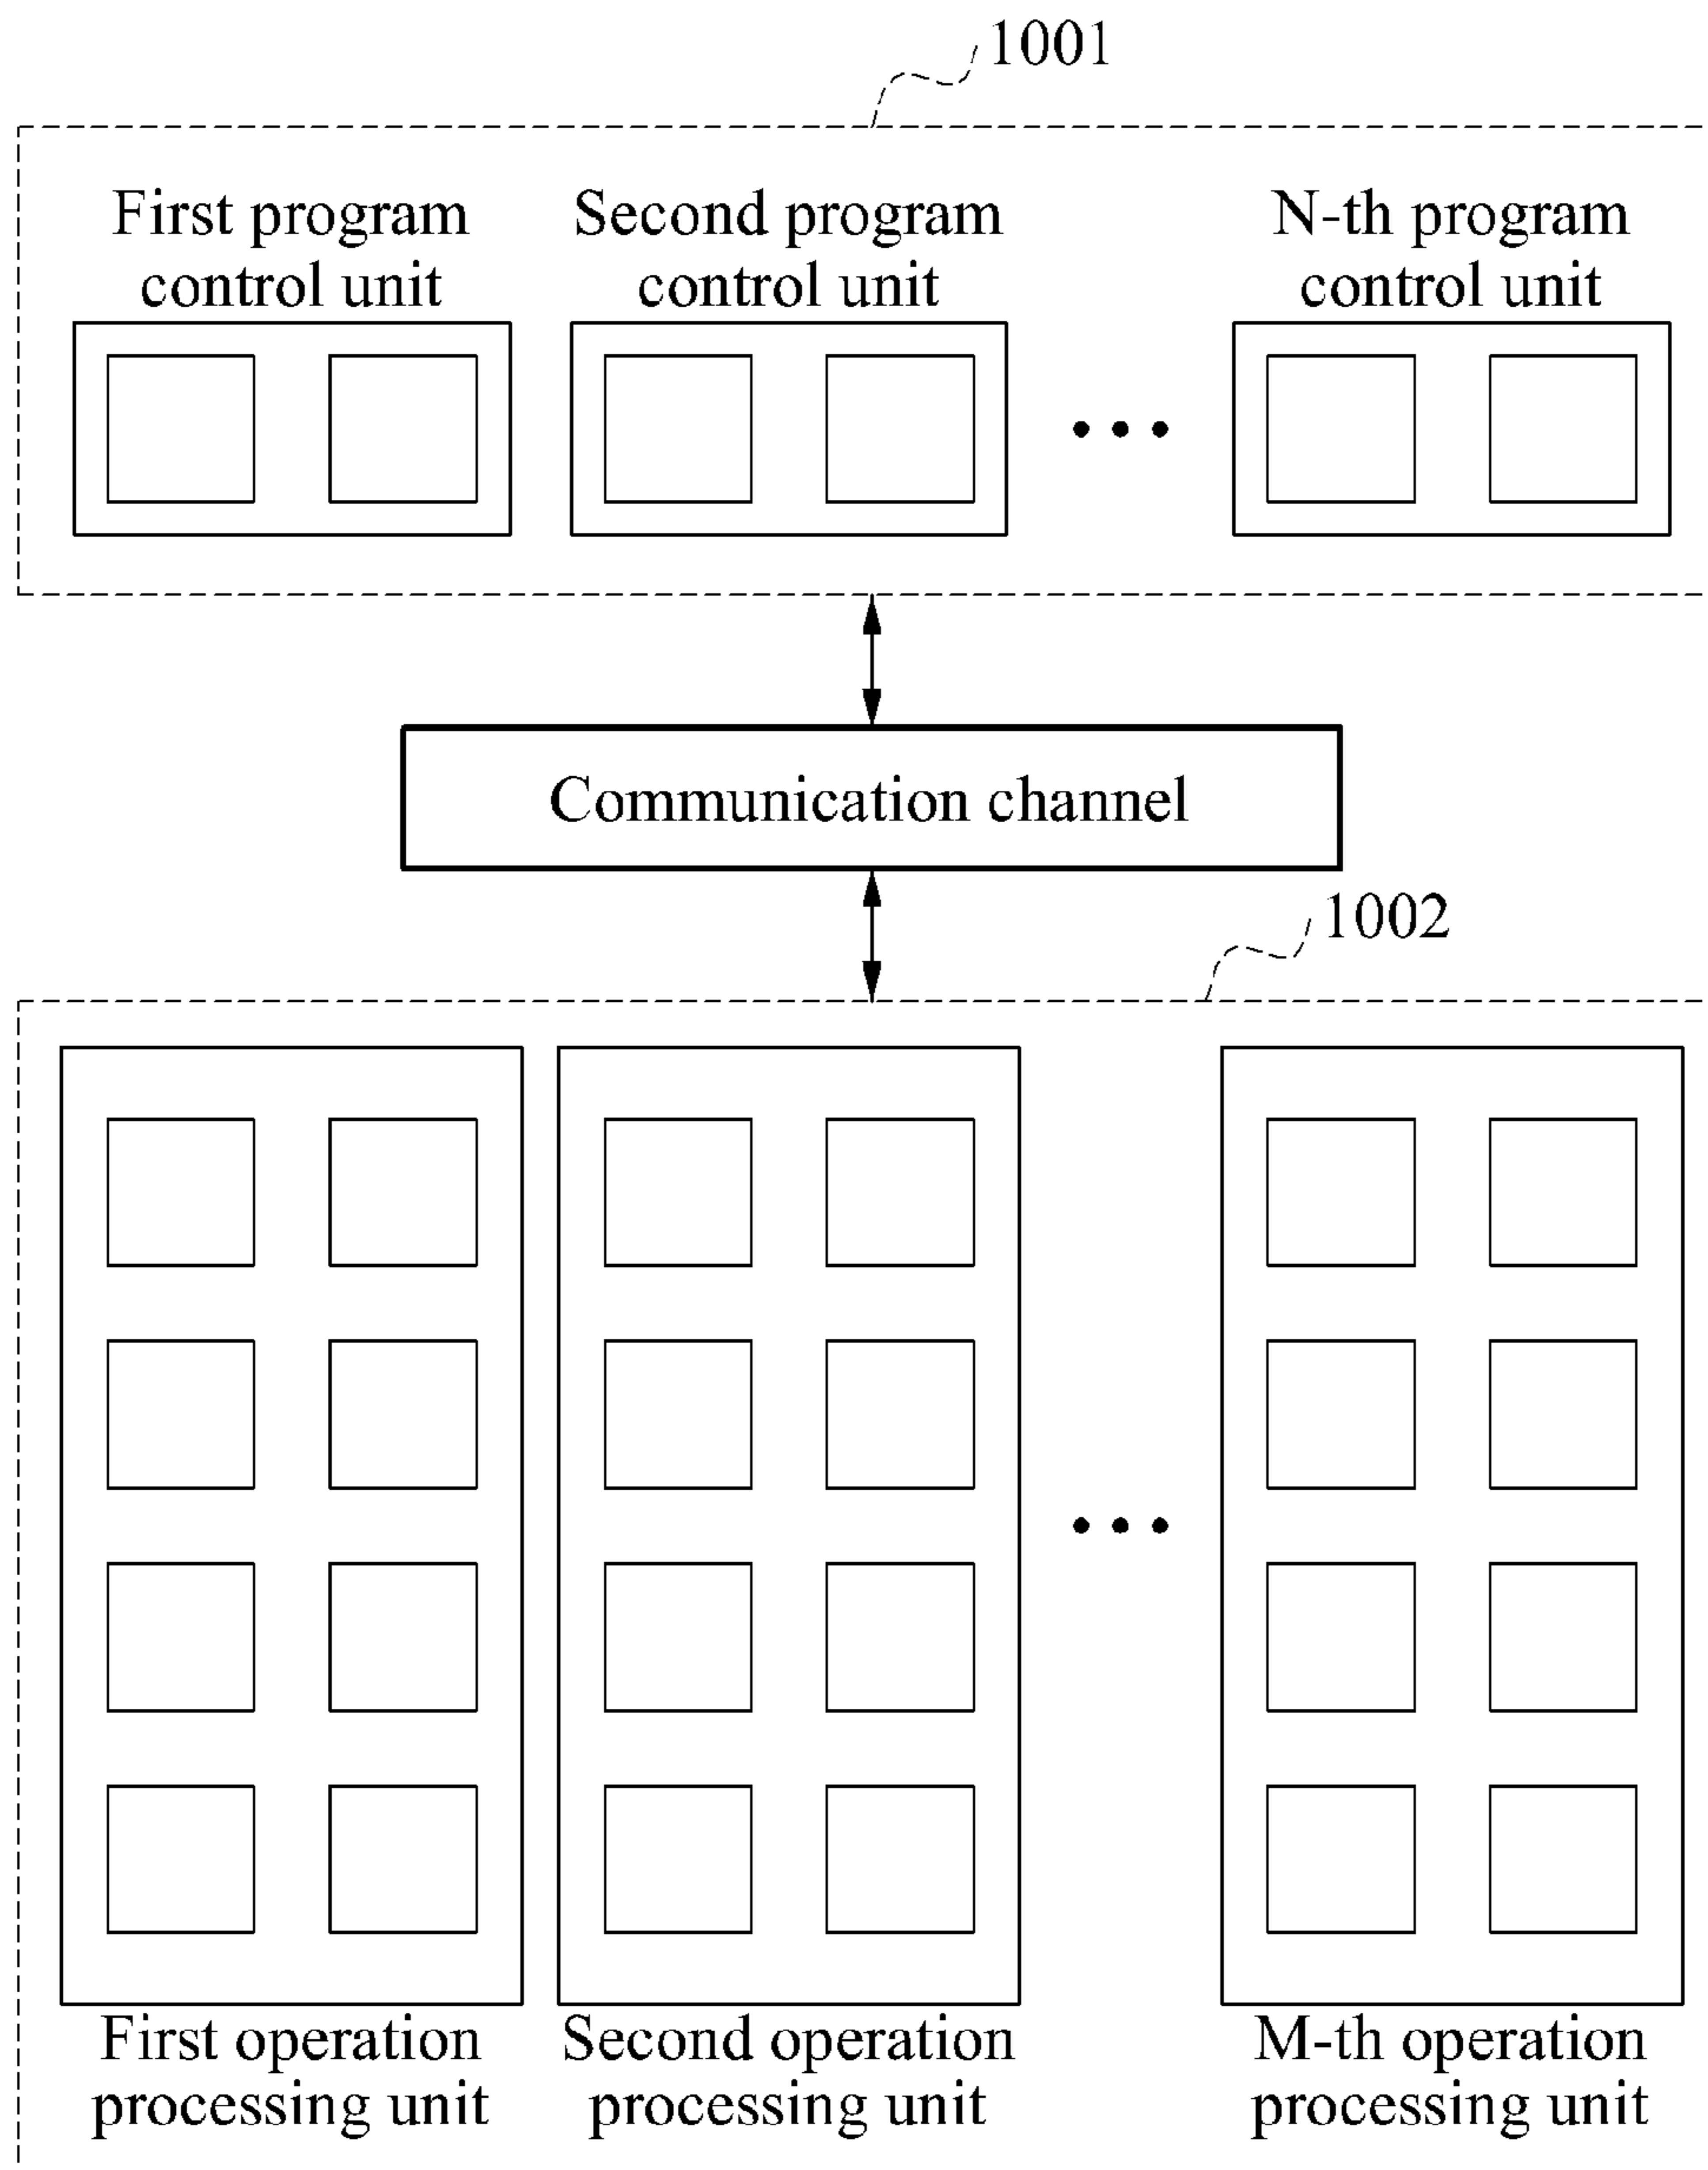 1001
First program
control unit
Second program
control unit
N-th program
control unit
Communication channel
1002
First operation
processing unit
Second operation
processing unit
M-th operation
processing unit